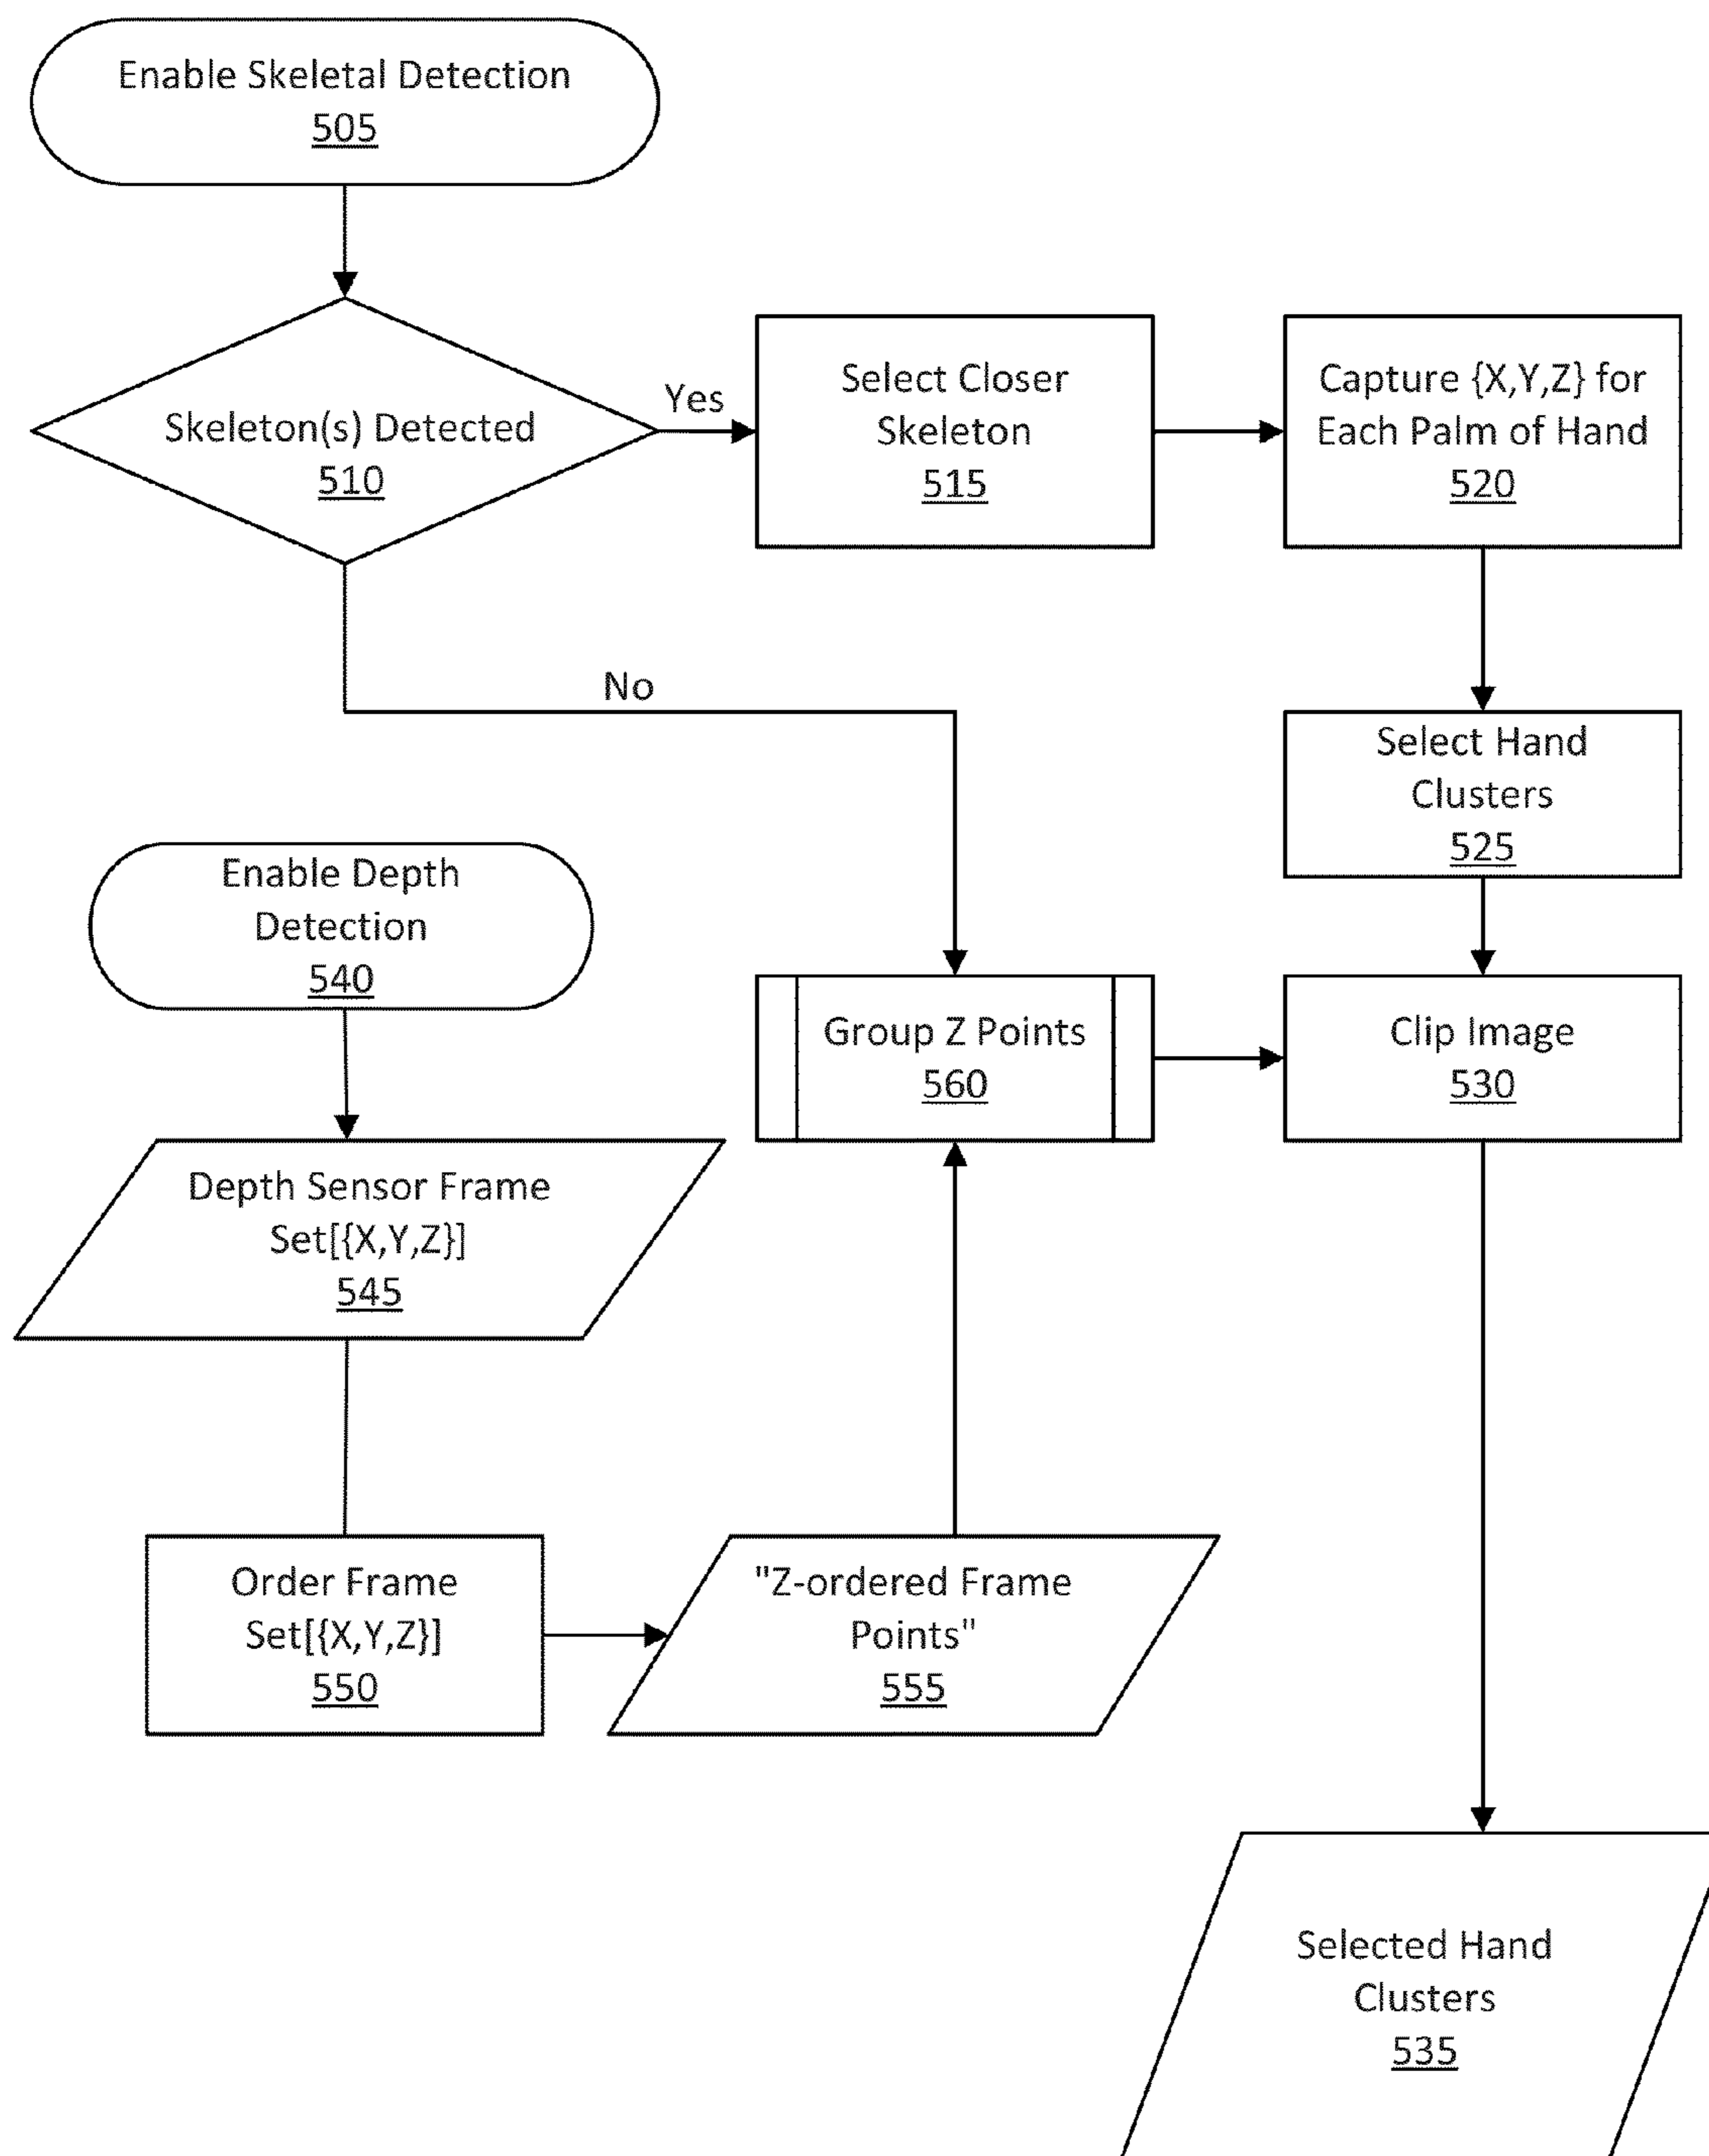 Enable Skeletal Detection
505
Skeleton(s) Detected
510
Yes
Select Closer
Skeleton
515
Capture {X,Y,Z} for
Each Palm of Hand
520
No
Select Hand
Clusters
525
Enable Depth
Detection
540
Group Z Points
560
Clip Image
530
Depth Sensor Frame
Set[{X,Y,Z}]
545
Order Frame
Set[{X,Y,Z}]
550
"Z-ordered Frame
Points"
555
Selected Hand
Clusters
535